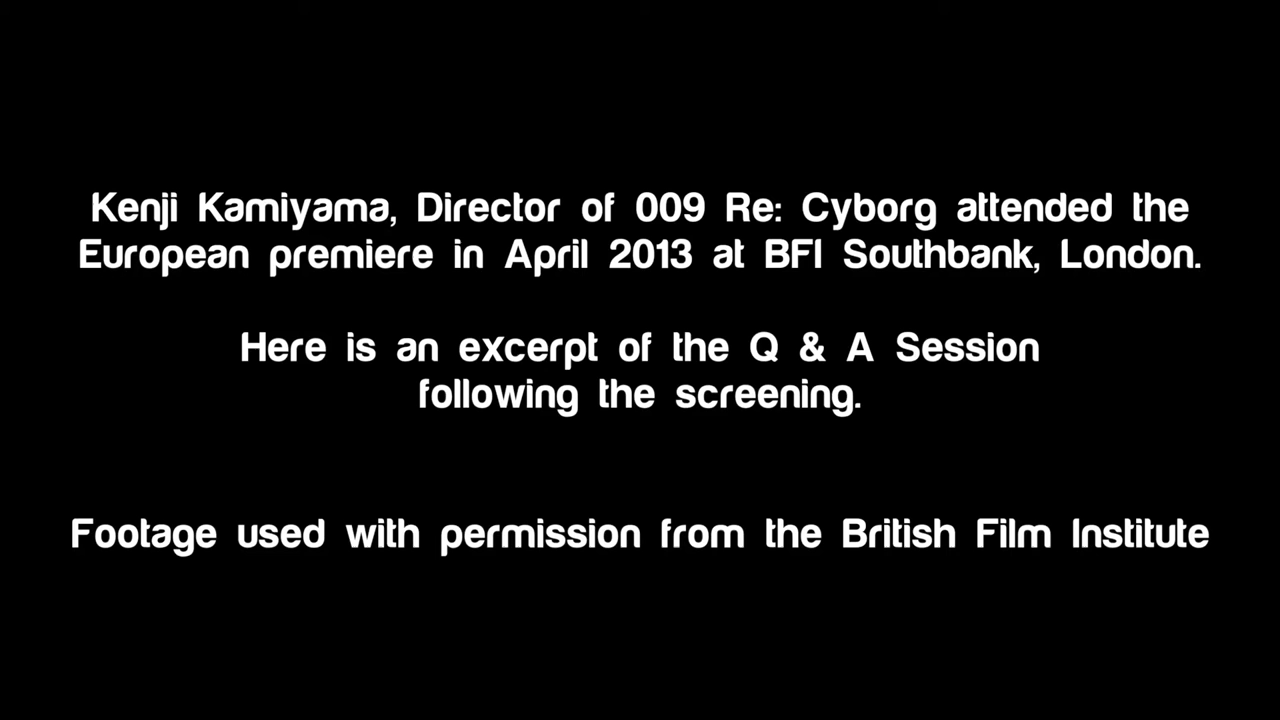 Kenji Kamiyama, Director of 009 Re: Cyborg attended the
European premiere in April 2013 at BFI Southbank, London.
Here is an excerpt of the Q & A Session
following the screening.
Footage used with permission from the British Film Institute